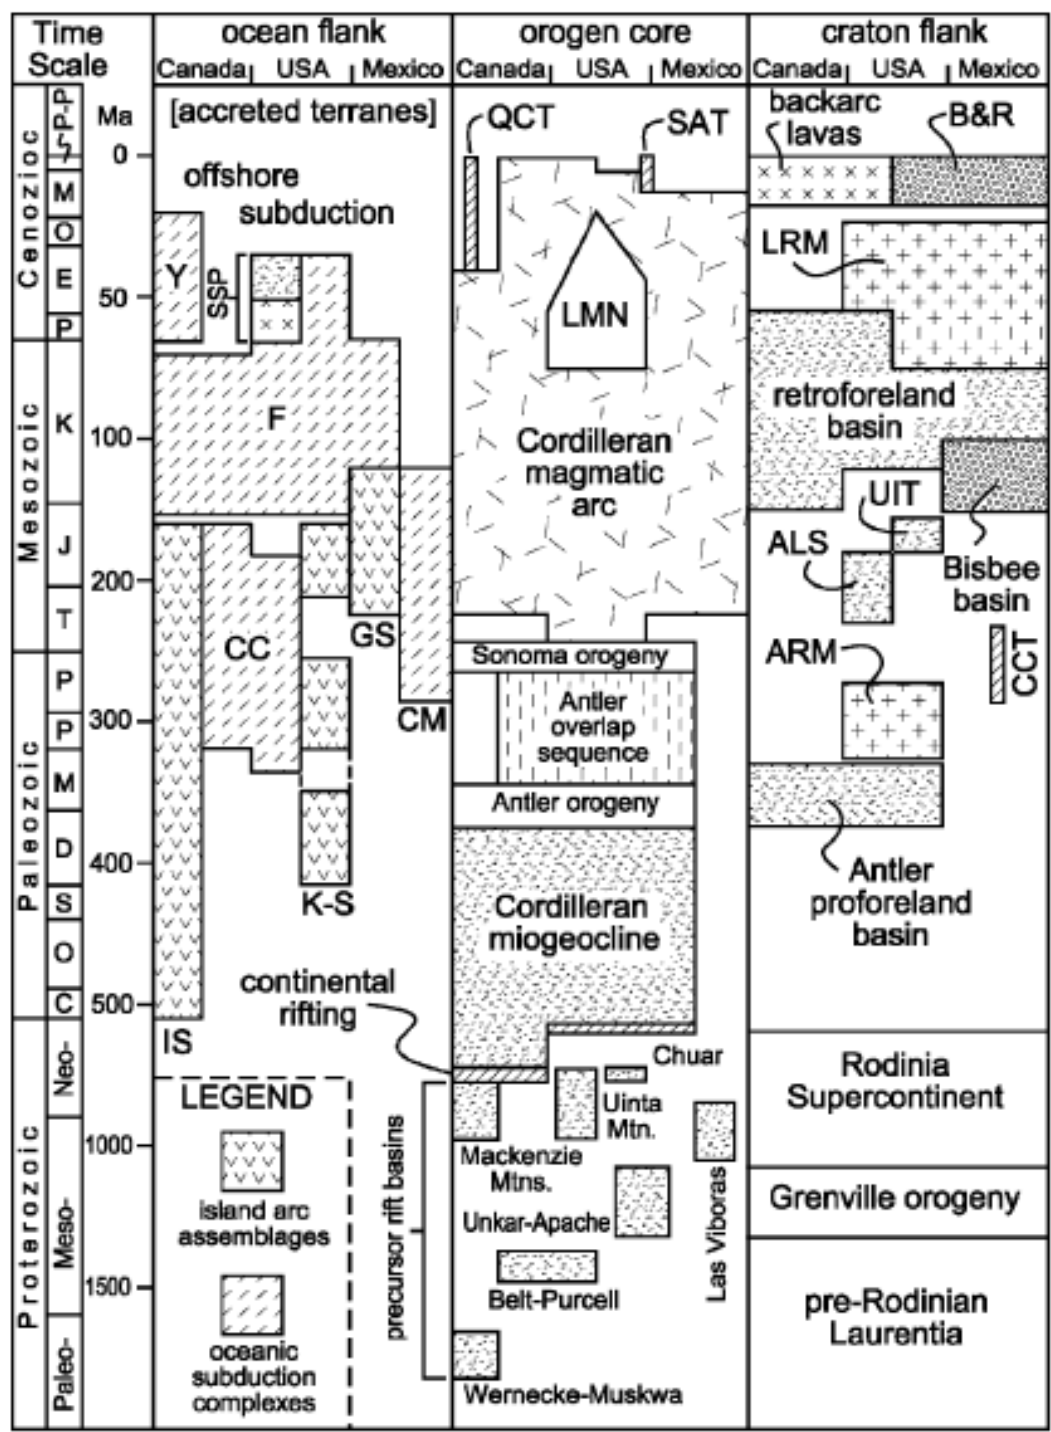 Time
Scale
ocean flank
orogen core
craton flank
Canada USA Mexico
Canada USA Mexico
Canada USA Mexico
Cenozioc
Mesozoic
Paleozoic
Proterozoic
P-P
M
O
E
P
K
J
T
P
P
M
D
S
O
C
Neo-
Meso-
Paleo-
Ma
0
50
100
200
300
400
500
1000
1500
[accreted terranes]
offshore
subduction
Y
SSP
F
CC
GS
CM
K-S
IS
continental
rifting
LEGEND
island arc
assemblages
oceanic
subduction
complexes
QCT
SAT
LMN
Cordilleran
magmatic
arc
Sonoma orogeny
Antler
overlap
sequence
Antler orogeny
Cordilleran
miogeocline
Chuar
Uinta
Mtn.
Mackenzie
Mtns.
precursor rift basins
Unkar-Apache
Las Viboras
Belt-Purcell
Wernecke-Muskwa
backarc
lavas
B&R
LRM
retroforeland
basin
UIT
ALS
Bisbee
basin
CCT
ARM
Antler
proforeland
basin
Rodinia
Supercontinent
Grenville orogeny
pre-Rodinian
Laurentia